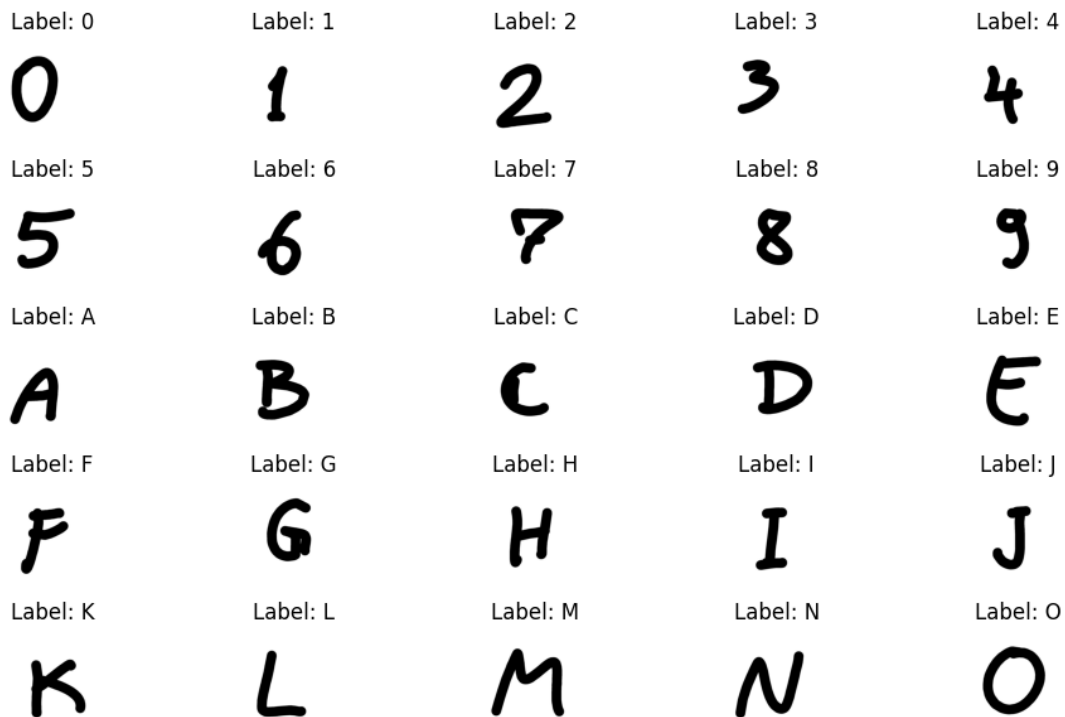 Label: 0 Label: 1 Label: 2 Label: 3 Label: 4
0 1 2 3 4
Label: 5 Label: 6 Label: 7 Label: 8 Label: 9
5 6 7 8 9
Label: A Label: B Label: C Label: D Label: E
A B C D E
Label: F Label: G Label: H Label: I Label: J
F G H I J
Label: K Label: L Label: M Label: N Label: O
K L M N O